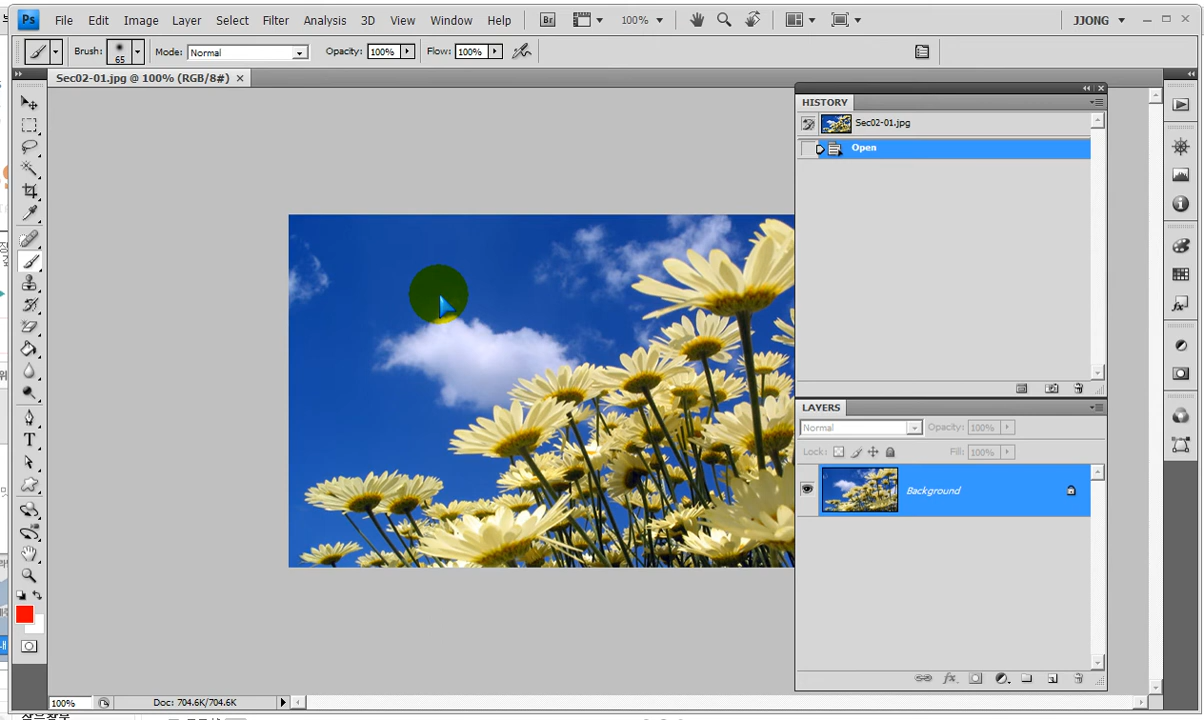 Ps File Edit Image Layer Select Filter Analysis 3D View Window Help Br 100% JJONG
Brush: 65 Mode: Normal Opacity: 100% Flow: 100%
Sec02-01.jpg @ 100% (RGB/8#)
HISTORY
Sec02-01.jpg
Open
LAYERS
Normal Opacity: 100%
Lock: Fill: 100%
Background
T
100% Doc: 704.6K/704.6K